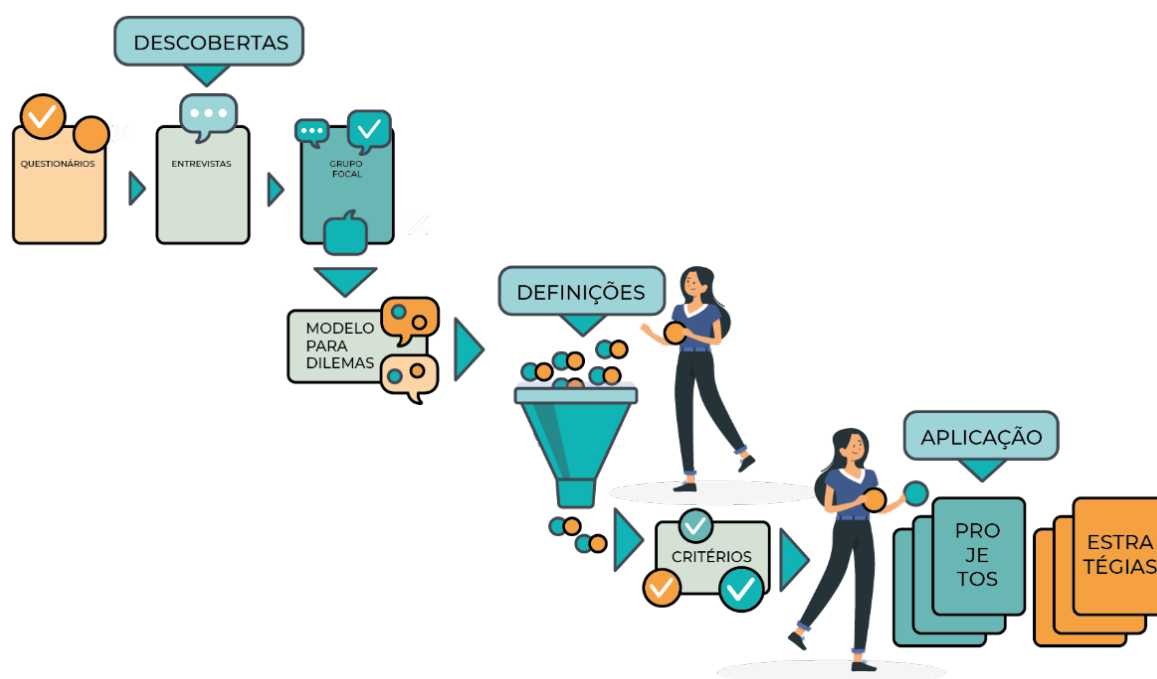 DESCOBERTAS
QUESTIONÁRIOS
ENTREVISTAS
GRUPO
FOCAL
MODELO
PARA
DILEMAS
DEFINIÇÕES
CRITÉRIOS
APLICAÇÃO
PRO
JE
TOS
ESTRA
TÉGIAS